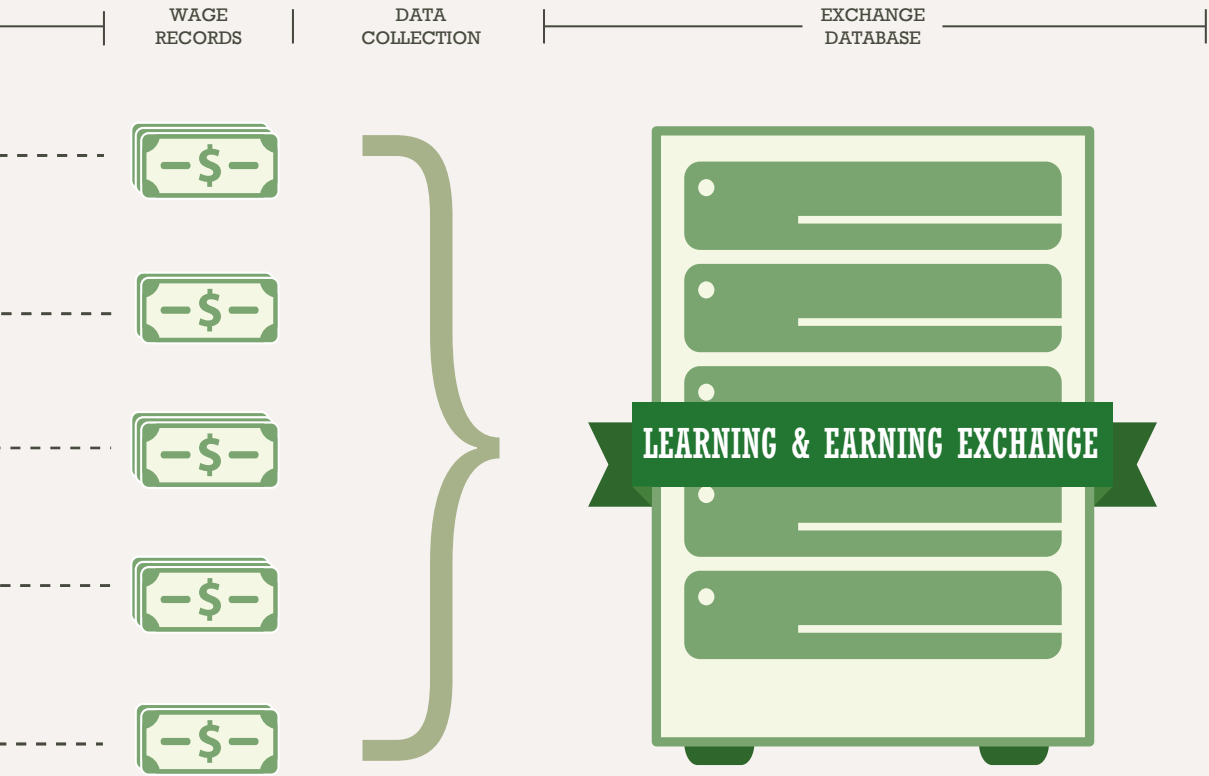 WAGE
RECORDS
DATA
COLLECTION
EXCHANGE
DATABASE
$
$
$
$
$
LEARNING & EARNING EXCHANGE